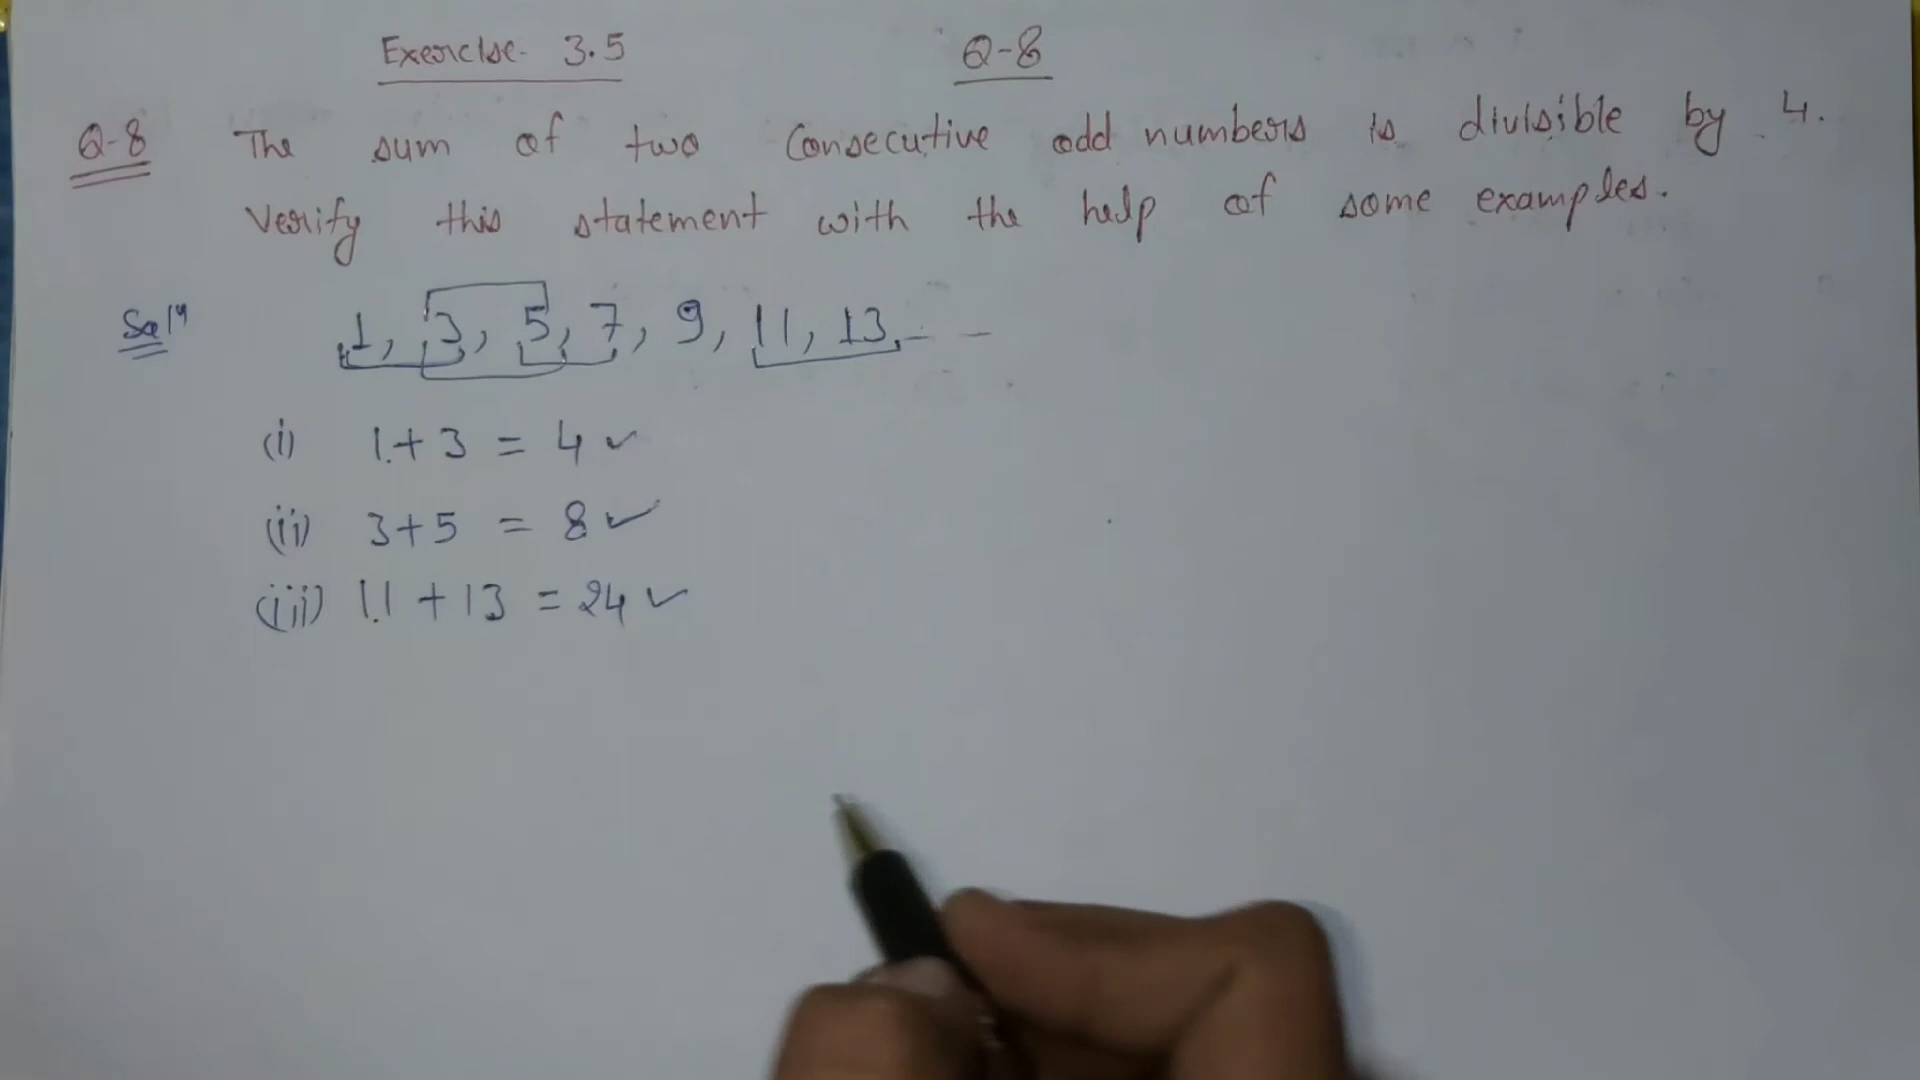 Exercise- 3.5 Q-8
Q-8 The sum of two consecutive odd numbers is divisible by 4.
Verify this statement with the help of some examples.
Solⁿ 1, 3, 5, 7, 9, 11, 13, - -
(i) 1+3 = 4 ✓
(ii) 3+5 = 8 ✓
(iii) 11+13 = 24 ✓